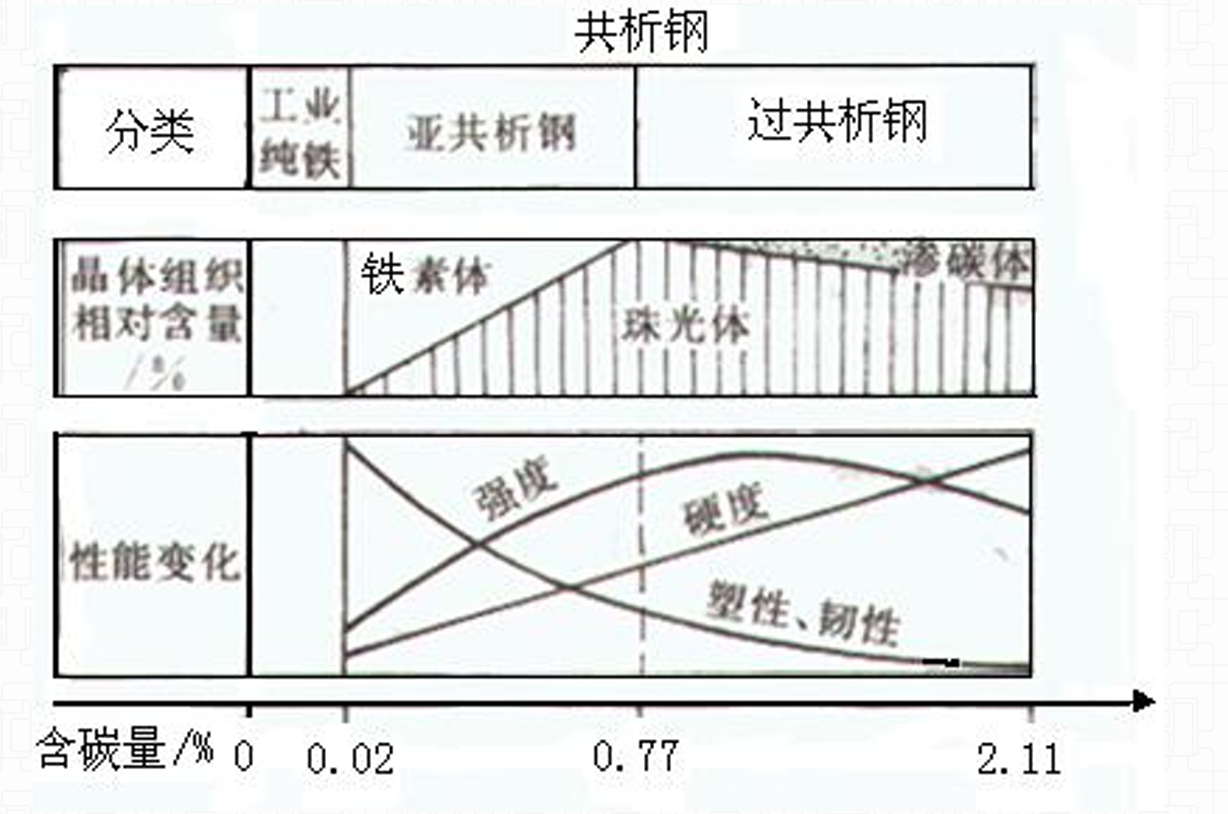 共析钢
分类
工业
纯铁
亚共析钢
过共析钢
晶体组织
相对含量
/%
铁素体
珠光体
渗碳体
性能变化
强度
硬度
塑性、韧性
含碳量/% 0 0.02 0.77 2.11